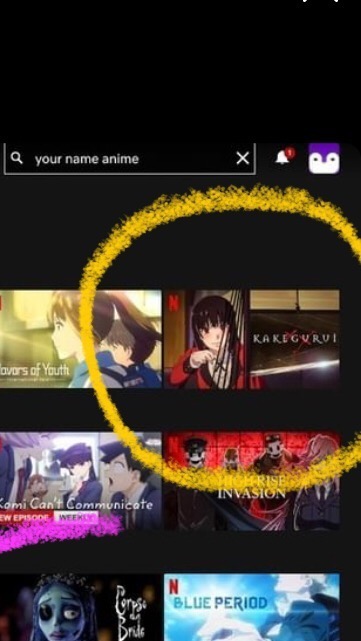 your name anime
1
N
lavors of Youth
KAKEGURUI
Komi Can't Communicate
EW EPISODE WEEKLY
HIGH RISE
INVASION
Corpse
Bride
N
BLUE PERIOD